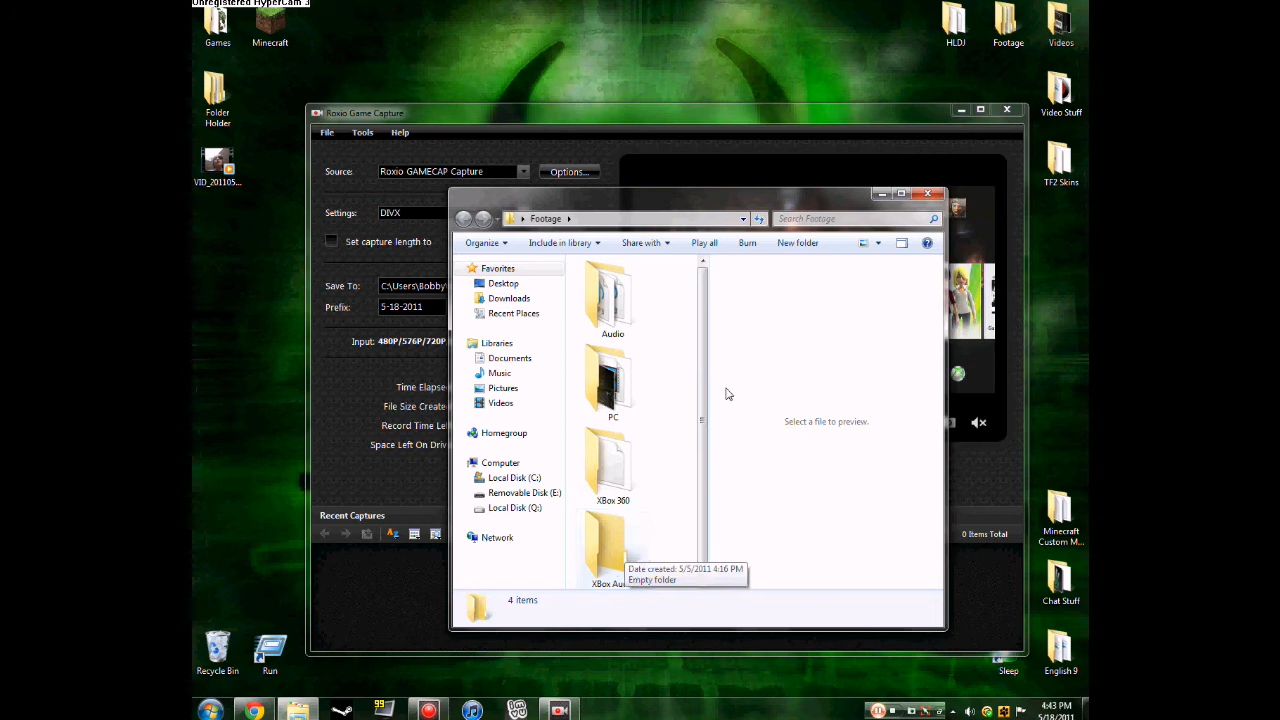 Unregistered HyperCam 3
Games
Minecraft
HLDJ
Footage
Videos
Folder
Holder
Video Stuff
VID_201105...
TF2 Skins
Roxio Game Capture
File Tools Help
Source: Roxio GAMECAP Capture Options...
Settings: DIVX
Set capture length to
Save To: C:\Users\Bobby\
Prefix: 5-18-2011
Input: 480P/576P/720P,
Time Elapse
File Size Create
Record Time Le
Space Left On Driv
Recent Captures
0 Items Total
Footage
Search Footage
Organize Include in library Share with Play all Burn New folder
Favorites
Desktop
Downloads
Recent Places
Libraries
Documents
Music
Pictures
Videos
Homegroup
Computer
Local Disk (C:)
Removable Disk (E:)
Local Disk (Q:)
Network
Audio
PC
XBox 360
XBox Au
Select a file to preview.
Date created: 5/5/2011 4:16 PM
Empty folder
4 items
Minecraft
Custom M...
Chat Stuff
Recycle Bin
Run
Sleep
English 9
99
4:43 PM
5/18/2011